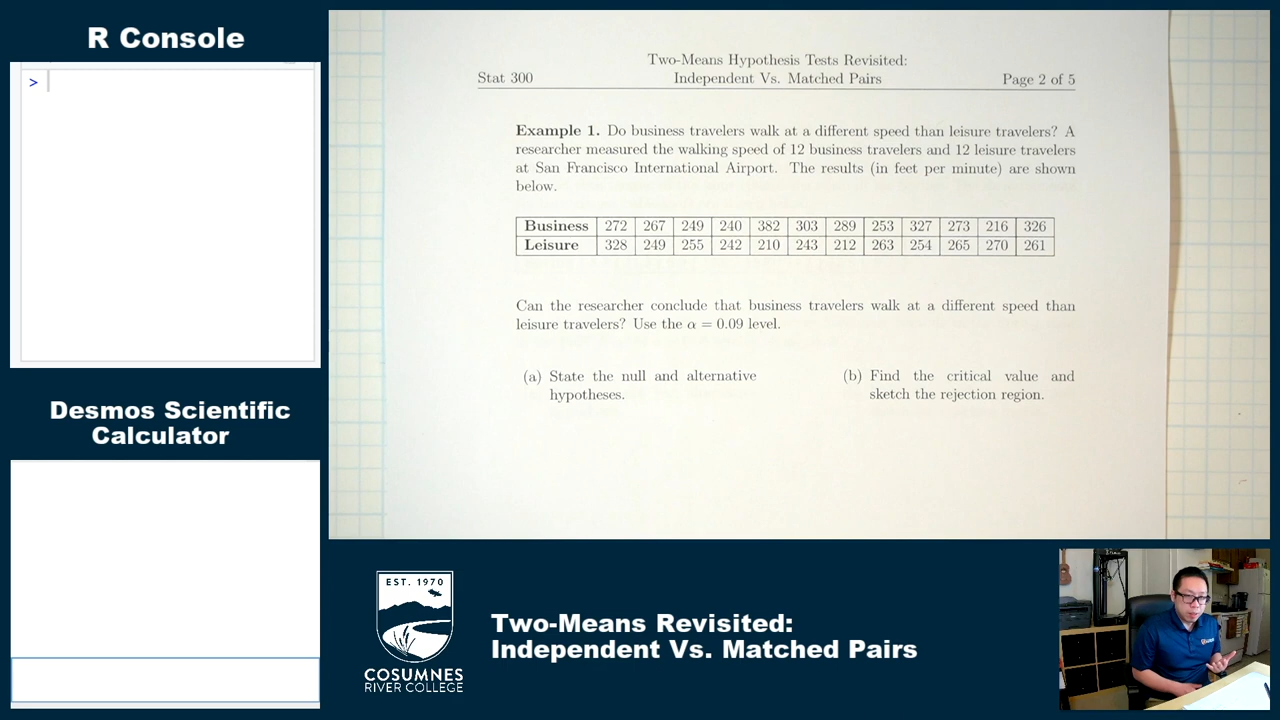 R Console
>
Desmos Scientific
Calculator
Two-Means Hypothesis Tests Revisited:
Stat 300 Independent Vs. Matched Pairs Page 2 of 5
Example 1. Do business travelers walk at a different speed than leisure travelers? A
researcher measured the walking speed of 12 business travelers and 12 leisure travelers
at San Francisco International Airport. The results (in feet per minute) are shown
below.
Business 272 267 249 240 382 303 289 253 327 273 216 326
Leisure 328 249 255 242 210 243 212 263 254 265 270 261
Can the researcher conclude that business travelers walk at a different speed than
leisure travelers? Use the α = 0.09 level.
(a) State the null and alternative
hypotheses.
(b) Find the critical value and
sketch the rejection region.
EST. 1970
COSUMNES
RIVER COLLEGE
Two-Means Revisited:
Independent Vs. Matched Pairs